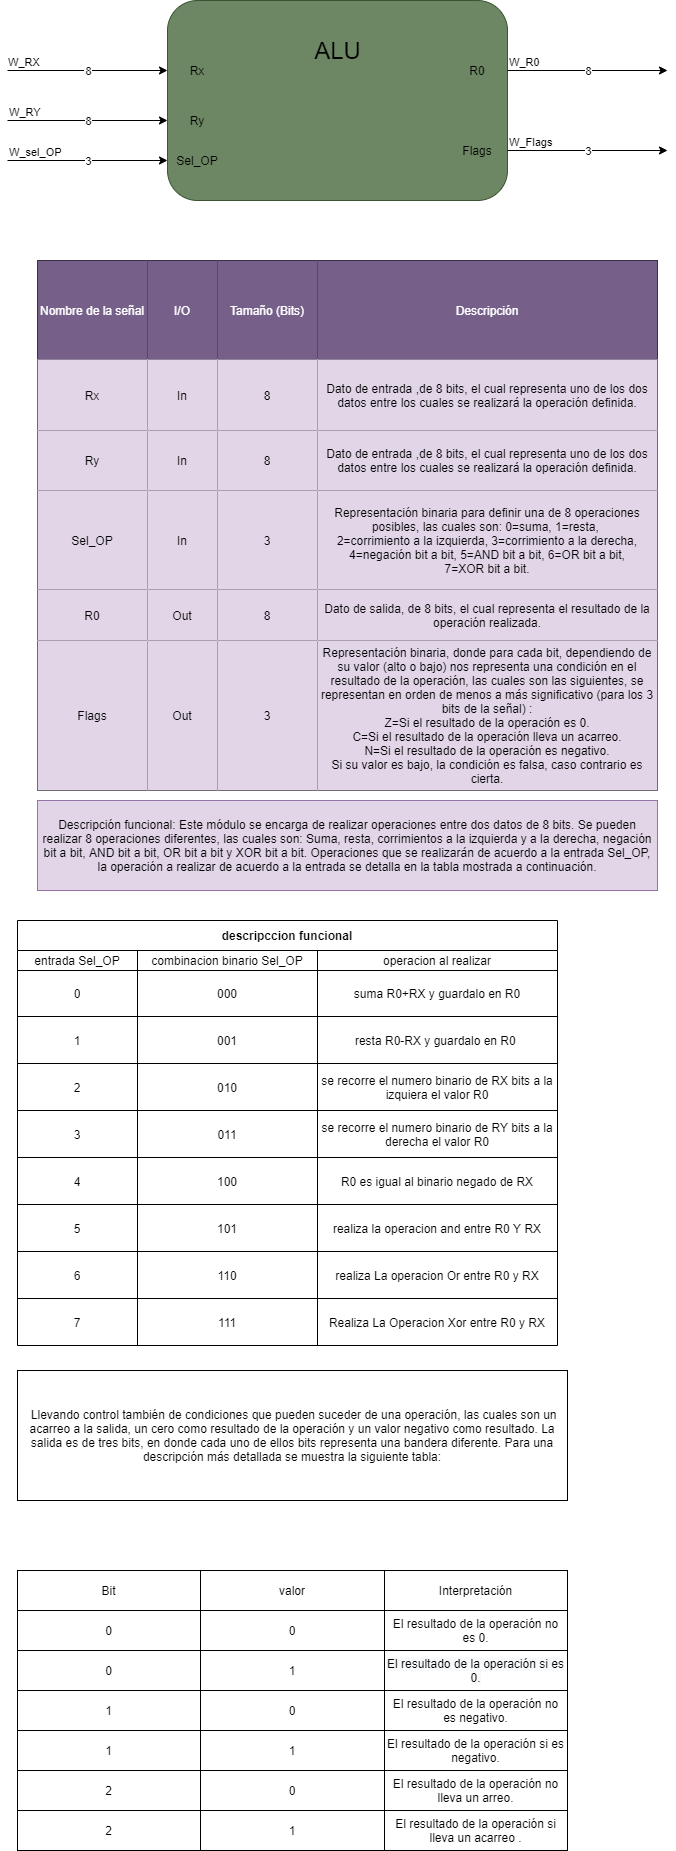 ALU
W_RX
8
Rx
R0
W_R0
8
W_RY
8
Ry
W_sel_OP
3
Sel_OP
Flags
W_Flags
3
Nombre de la señal
I/O
Tamaño (Bits)
Descripción
Rx
In
8
Dato de entrada ,de 8 bits, el cual representa uno de los dos
datos entre los cuales se realizará la operación definida.
Ry
In
8
Dato de entrada ,de 8 bits, el cual representa uno de los dos
datos entre los cuales se realizará la operación definida.
Sel_OP
In
3
Representación binaria para definir una de 8 operaciones
posibles, las cuales son: 0=suma, 1=resta,
2=corrimiento a la izquierda, 3=corrimiento a la derecha,
4=negación bit a bit, 5=AND bit a bit, 6=OR bit a bit,
7=XOR bit a bit.
R0
Out
8
Dato de salida, de 8 bits, el cual representa el resultado de la
operación realizada.
Flags
Out
3
Representación binaria, donde para cada bit, dependiendo de
su valor (alto o bajo) nos representa una condición en el
resultado de la operación, las cuales son las siguientes, se
representan en orden de menos a más significativo (para los 3
bits de la señal) :
Z=Si el resultado de la operación es 0.
C=Si el resultado de la operación lleva un acarreo.
N=Si el resultado de la operación es negativo.
Si su valor es bajo, la condición es falsa, caso contrario es
cierta.
Descripción funcional: Este módulo se encarga de realizar operaciones entre dos datos de 8 bits. Se pueden
realizar 8 operaciones diferentes, las cuales son: Suma, resta, corrimientos a la izquierda y a la derecha, negación
bit a bit, AND bit a bit, OR bit a bit y XOR bit a bit. Operaciones que se realizarán de acuerdo a la entrada Sel_OP,
la operación a realizar de acuerdo a la entrada se detalla en la tabla mostrada a continuación.
descripccion funcional
entrada Sel_OP
combinacion binario Sel_OP
operacion al realizar
0
000
suma R0+RX y guardalo en R0
1
001
resta R0-RX y guardalo en R0
2
010
se recorre el numero binario de RX bits a la
izquiera el valor R0
3
011
se recorre el numero binario de RY bits a la
derecha el valor R0
4
100
R0 es igual al binario negado de RX
5
101
realiza la operacion and entre R0 Y RX
6
110
realiza La operacion Or entre R0 y RX
7
111
Realiza La Operacion Xor entre R0 y RX
Llevando control también de condiciones que pueden suceder de una operación, las cuales son un
acarreo a la salida, un cero como resultado de la operación y un valor negativo como resultado. La
salida es de tres bits, en donde cada uno de ellos bits representa una bandera diferente. Para una
descripción más detallada se muestra la siguiente tabla:
Bit
valor
Interpretación
0
0
El resultado de la operación no
es 0.
0
1
El resultado de la operación si es
0.
1
0
El resultado de la operación no
es negativo.
1
1
El resultado de la operación si es
negativo.
2
0
El resultado de la operación no
lleva un arreo.
2
1
El resultado de la operación si
lleva un acarreo .